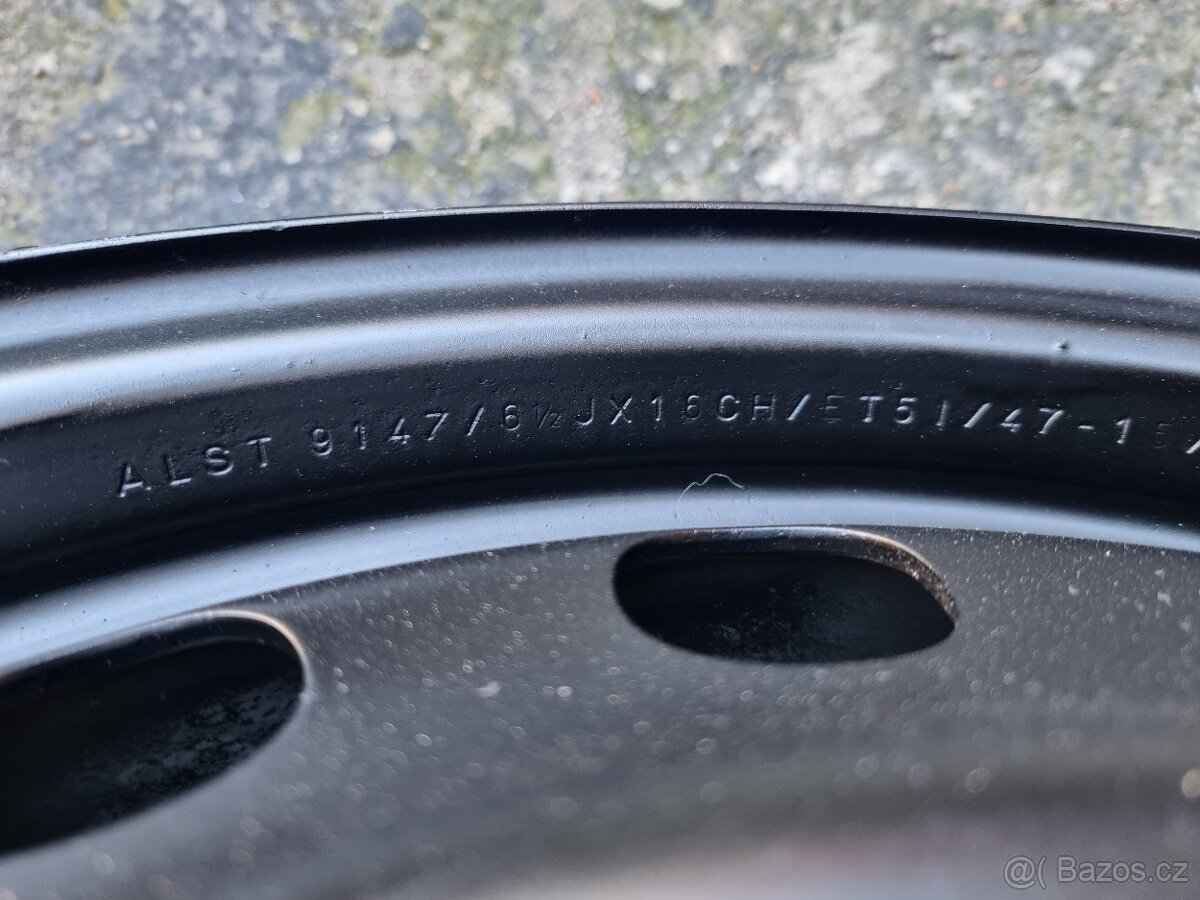 ALST 9147/6½JX16CH/ET51/47-15/
@( Bazos.cz